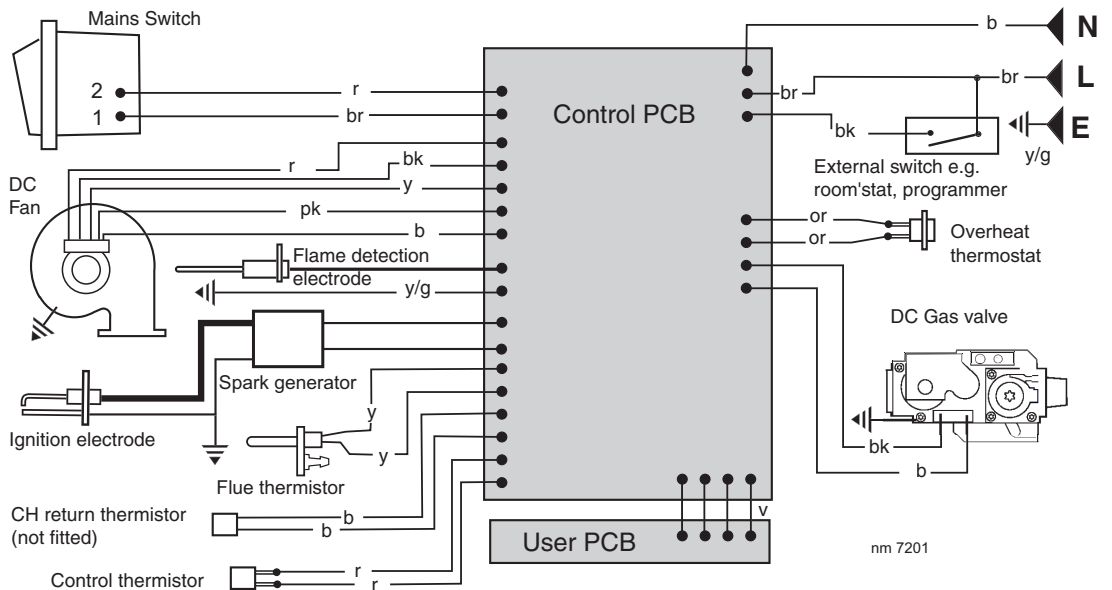 Mains Switch
2
1
r
br
DC
Fan
r
bk
y
pk
b
Flame detection
electrode
y/g
Spark generator
Ignition electrode
y
y
Flue thermistor
CH return thermistor
(not fitted)
b
b
Control thermistor
r
r
Control PCB
User PCB
v
b
N
br
br
L
bk
E
y/g
External switch e.g.
room'stat, programmer
or
or
Overheat
thermostat
DC Gas valve
bk
b
nm 7201